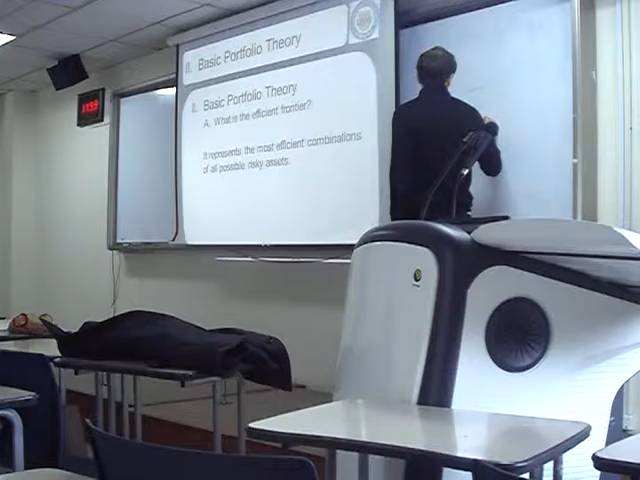 II. Basic Portfolio Theory
II. Basic Portfolio Theory
A. What is the efficient frontier?
It represents the most efficient combinations
of all possible risky assets.